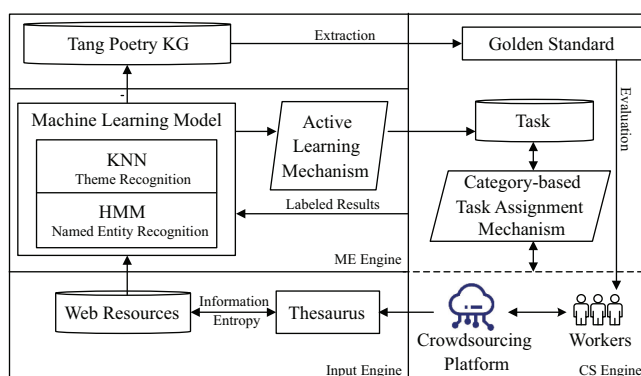 Tang Poetry KG
Extraction
Golden Standard
Evaluation
Machine Learning Model
KNN
Theme Recognition
HMM
Named Entity Recognition
Active
Learning
Mechanism
Labeled Results
ME Engine
Task
Category-based
Task Assignment
Mechanism
Web Resources
Information
Entropy
Thesaurus
Input Engine
Crowdsourcing
Platform
Workers
CS Engine